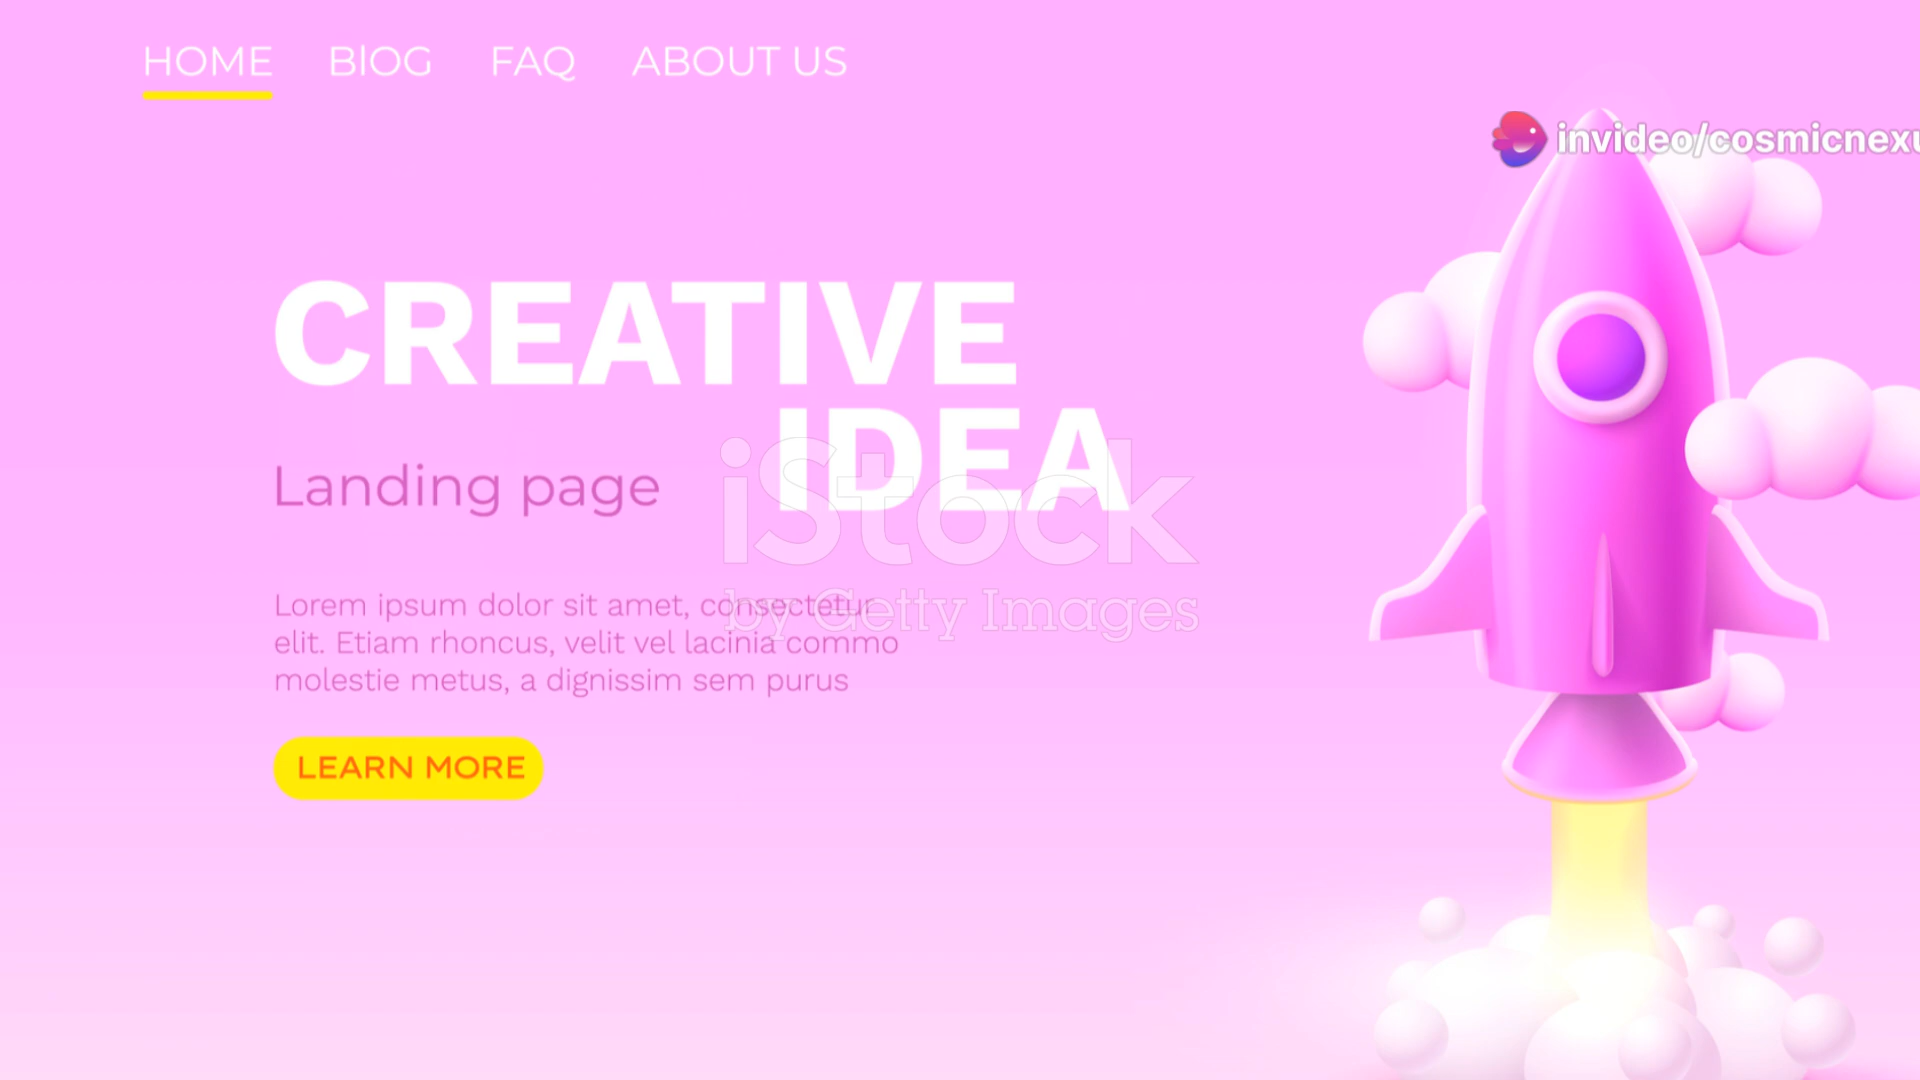 HOME BlOG FAQ ABOUT US
invideo/cosmicnexu
CREATIVE
IDEA
Landing page
iStock
by Getty Images
Lorem ipsum dolor sit amet, consectetur
elit. Etiam rhoncus, velit vel lacinia commo
molestie metus, a dignissim sem purus
LEARN MORE